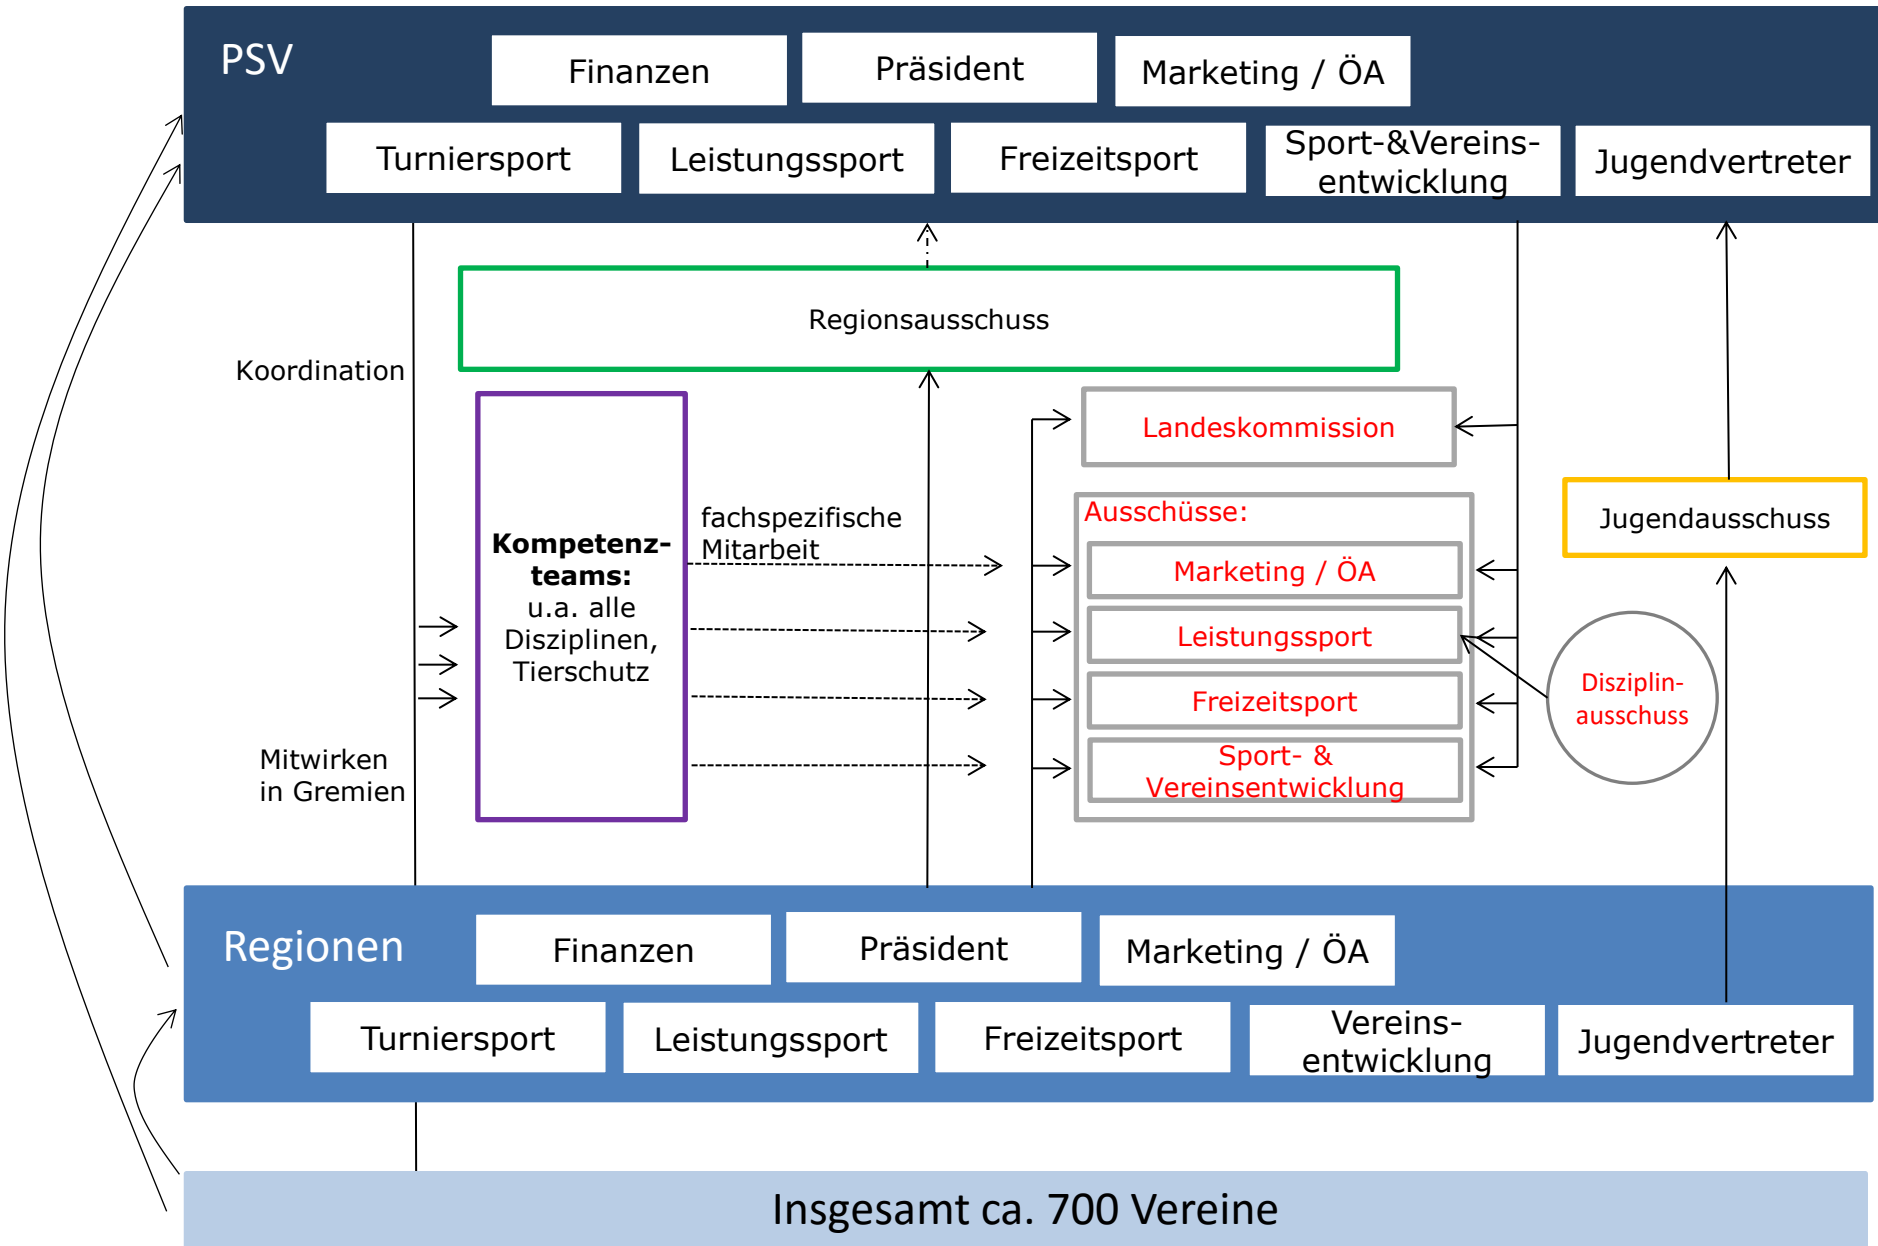 PSV
Finanzen
Präsident
Marketing / ÖA
Turniersport
Leistungssport
Freizeitsport
Sport-&Vereins-
entwicklung
Jugendvertreter
Regionsausschuss
Koordination
Landeskommission
Kompetenz-
teams:
u.a. alle
Disziplinen,
Tierschutz
fachspezifische
Mitarbeit
Ausschüsse:
Marketing / ÖA
Leistungssport
Freizeitsport
Sport- &
Vereinsentwicklung
Jugendausschuss
Disziplin-
ausschuss
Mitwirken
in Gremien
Regionen
Finanzen
Präsident
Marketing / ÖA
Turniersport
Leistungssport
Freizeitsport
Vereins-
entwicklung
Jugendvertreter
Insgesamt ca. 700 Vereine